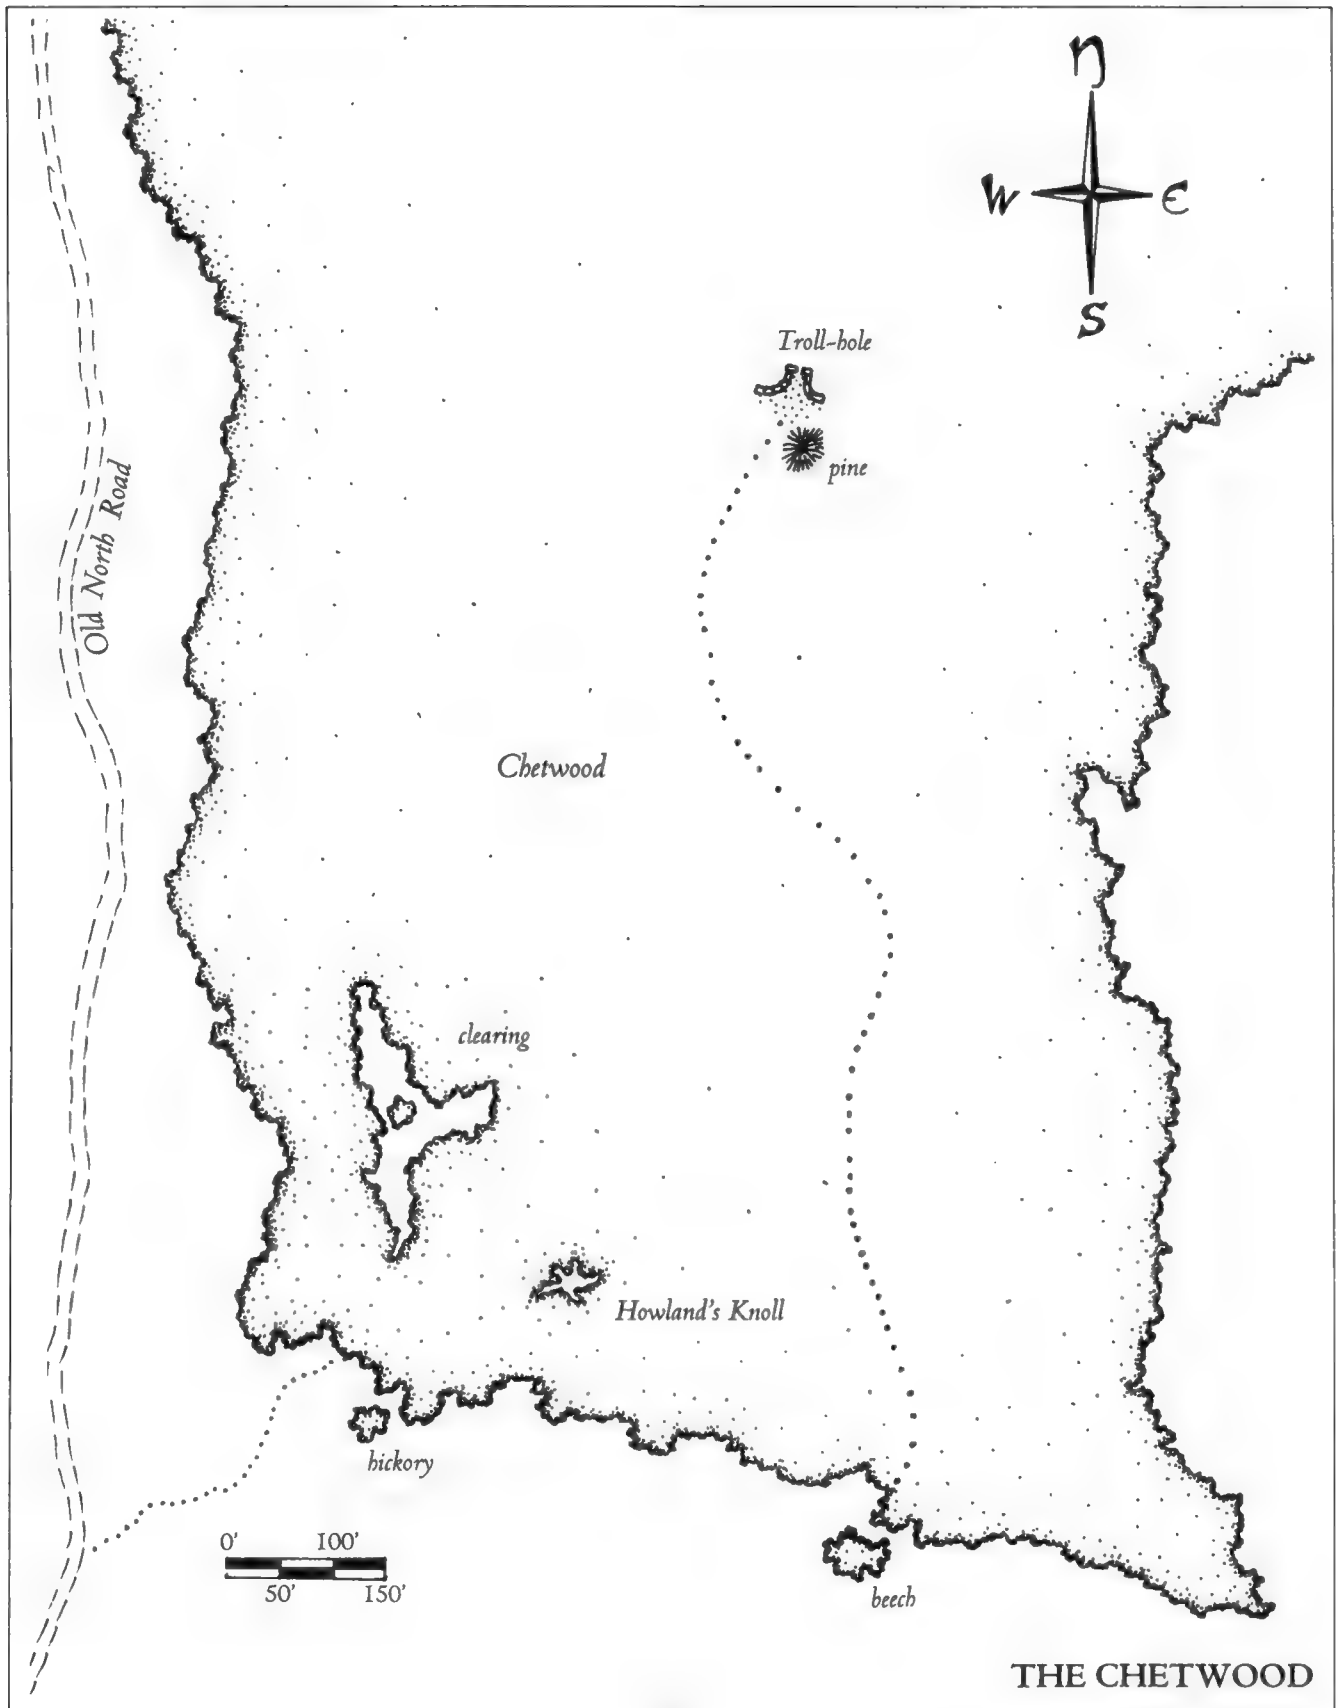 N
W
E
S
Troll-hole
pine
Old North Road
Chetwood
clearing
Howland's Knoll
hickory
0' 100'
50' 150'
beech
THE CHETWOOD